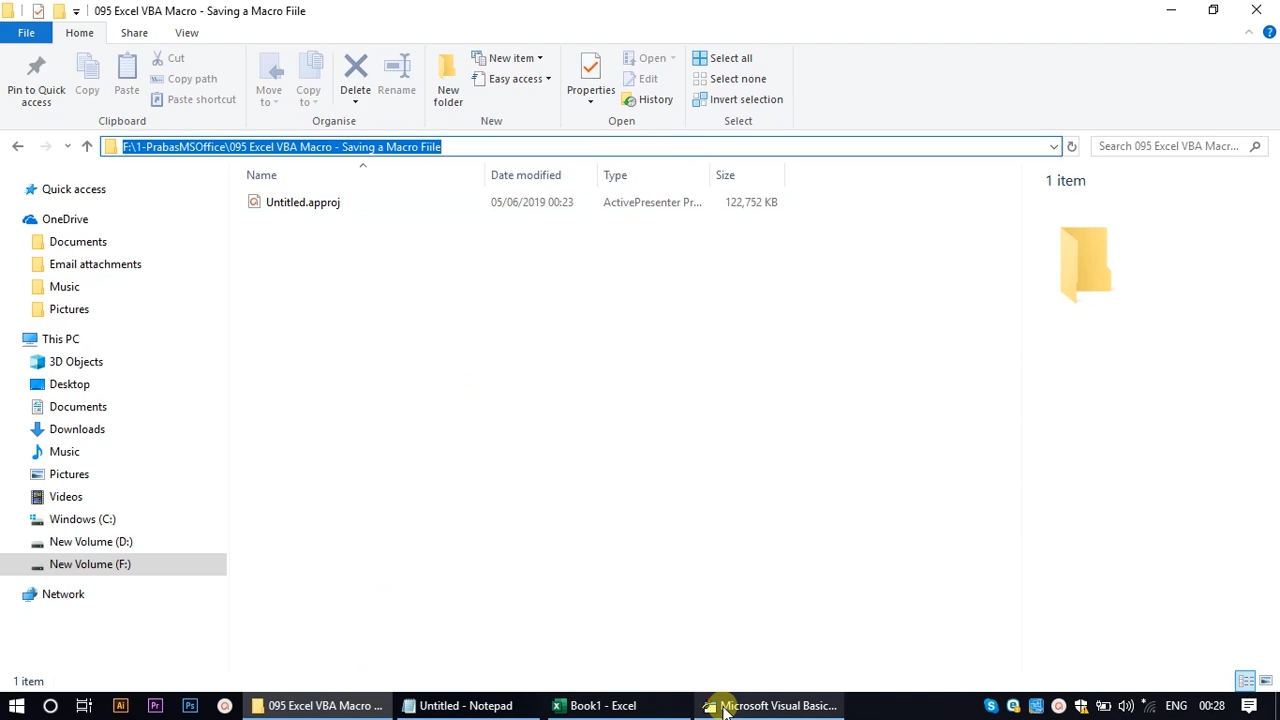 095 Excel VBA Macro - Saving a Macro Fiile
File Home Share View
Pin to Quick access
Copy
Paste
Cut
Copy path
Paste shortcut
Clipboard
Move to
Copy to
Delete
Rename
Organise
New folder
New item
Easy access
New
Properties
Open
Edit
History
Open
Select all
Select none
Invert selection
Select
F:\1-PrabasMSOffice\095 Excel VBA Macro - Saving a Macro Fiile
Search 095 Excel VBA Macr...
Name Date modified Type Size
Untitled.approj 05/06/2019 00:23 ActivePresenter Pr... 122,752 KB
1 item
Quick access
OneDrive
Documents
Email attachments
Music
Pictures
This PC
3D Objects
Desktop
Documents
Downloads
Music
Pictures
Videos
Windows (C:)
New Volume (D:)
New Volume (F:)
Network
1 item
Ai Pr Ps 095 Excel VBA Macro ... Untitled - Notepad Book1 - Excel Microsoft Visual Basic... ENG 00:28